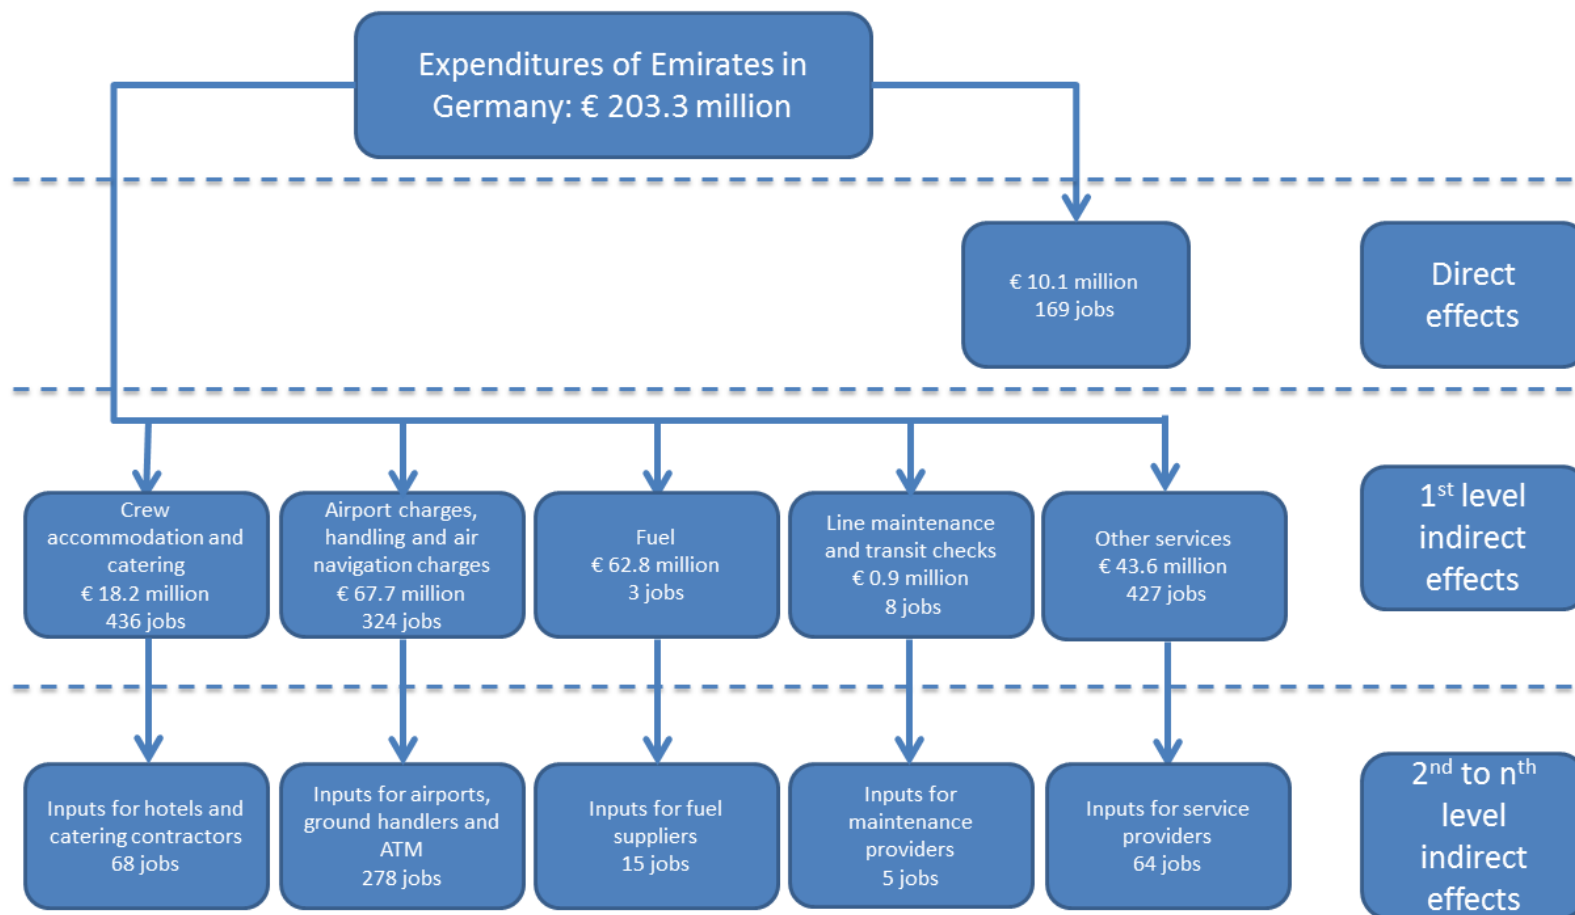 Expenditures of Emirates in
Germany: € 203.3 million
€ 10.1 million
169 jobs
Direct
effects
Crew
accommodation and
catering
€ 18.2 million
436 jobs
Airport charges,
handling and air
navigation charges
€ 67.7 million
324 jobs
Fuel
€ 62.8 million
3 jobs
Line maintenance
and transit checks
€ 0.9 million
8 jobs
Other services
€ 43.6 million
427 jobs
1st level
indirect
effects
Inputs for hotels and
catering contractors
68 jobs
Inputs for airports,
ground handlers and
ATM
278 jobs
Inputs for fuel
suppliers
15 jobs
Inputs for
maintenance
providers
5 jobs
Inputs for service
providers
64 jobs
2nd to nth
level
indirect
effects